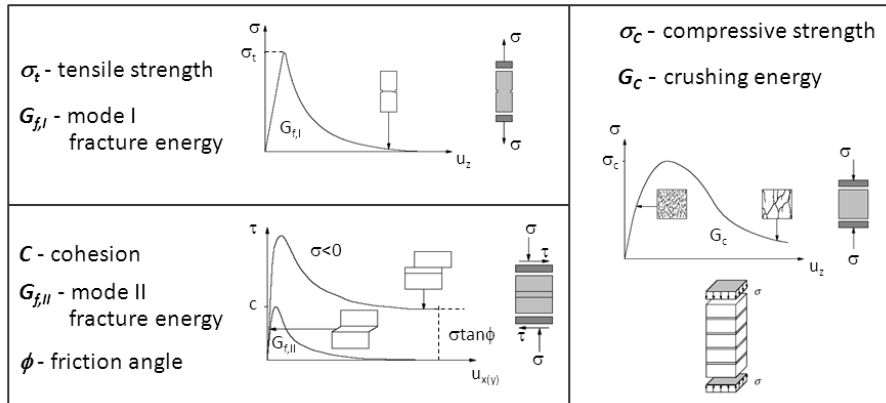 σt - tensile strength
Gf,I - mode I
fracture energy
σ
σt
Gf,I
uz
σ
σ
C - cohesion
Gf,II - mode II
fracture energy
ϕ - friction angle
τ
σ<0
c
Gf,II
σtanϕ
ux(y)
σ
τ
τ
σ
σc - compressive strength
Gc - crushing energy
σ
σc
Gc
uz
σ
σ
σ
σ